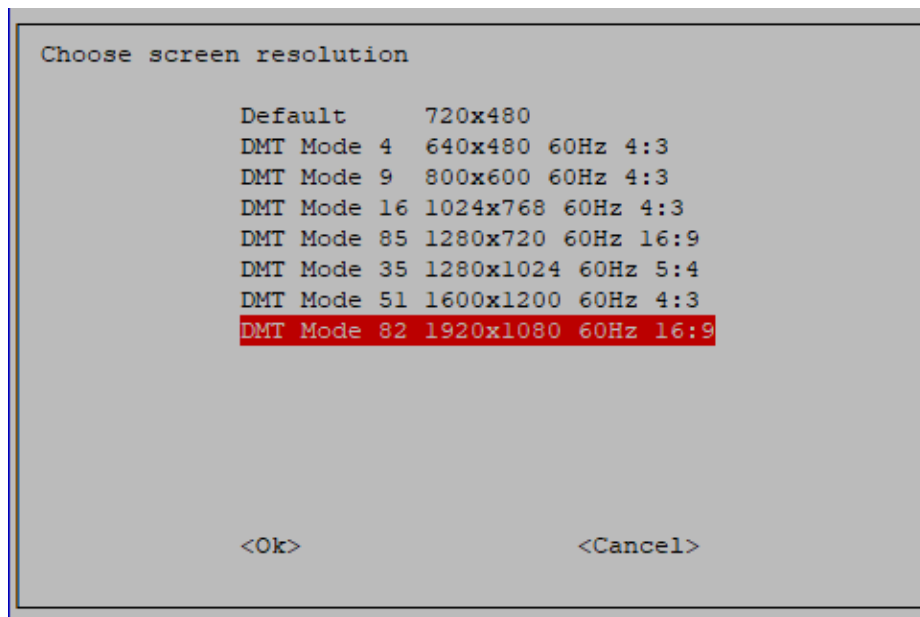 Choose screen resolution
Default 720x480
DMT Mode 4 640x480 60Hz 4:3
DMT Mode 9 800x600 60Hz 4:3
DMT Mode 16 1024x768 60Hz 4:3
DMT Mode 85 1280x720 60Hz 16:9
DMT Mode 35 1280x1024 60Hz 5:4
DMT Mode 51 1600x1200 60Hz 4:3
DMT Mode 82 1920x1080 60Hz 16:9
<Ok> <Cancel>